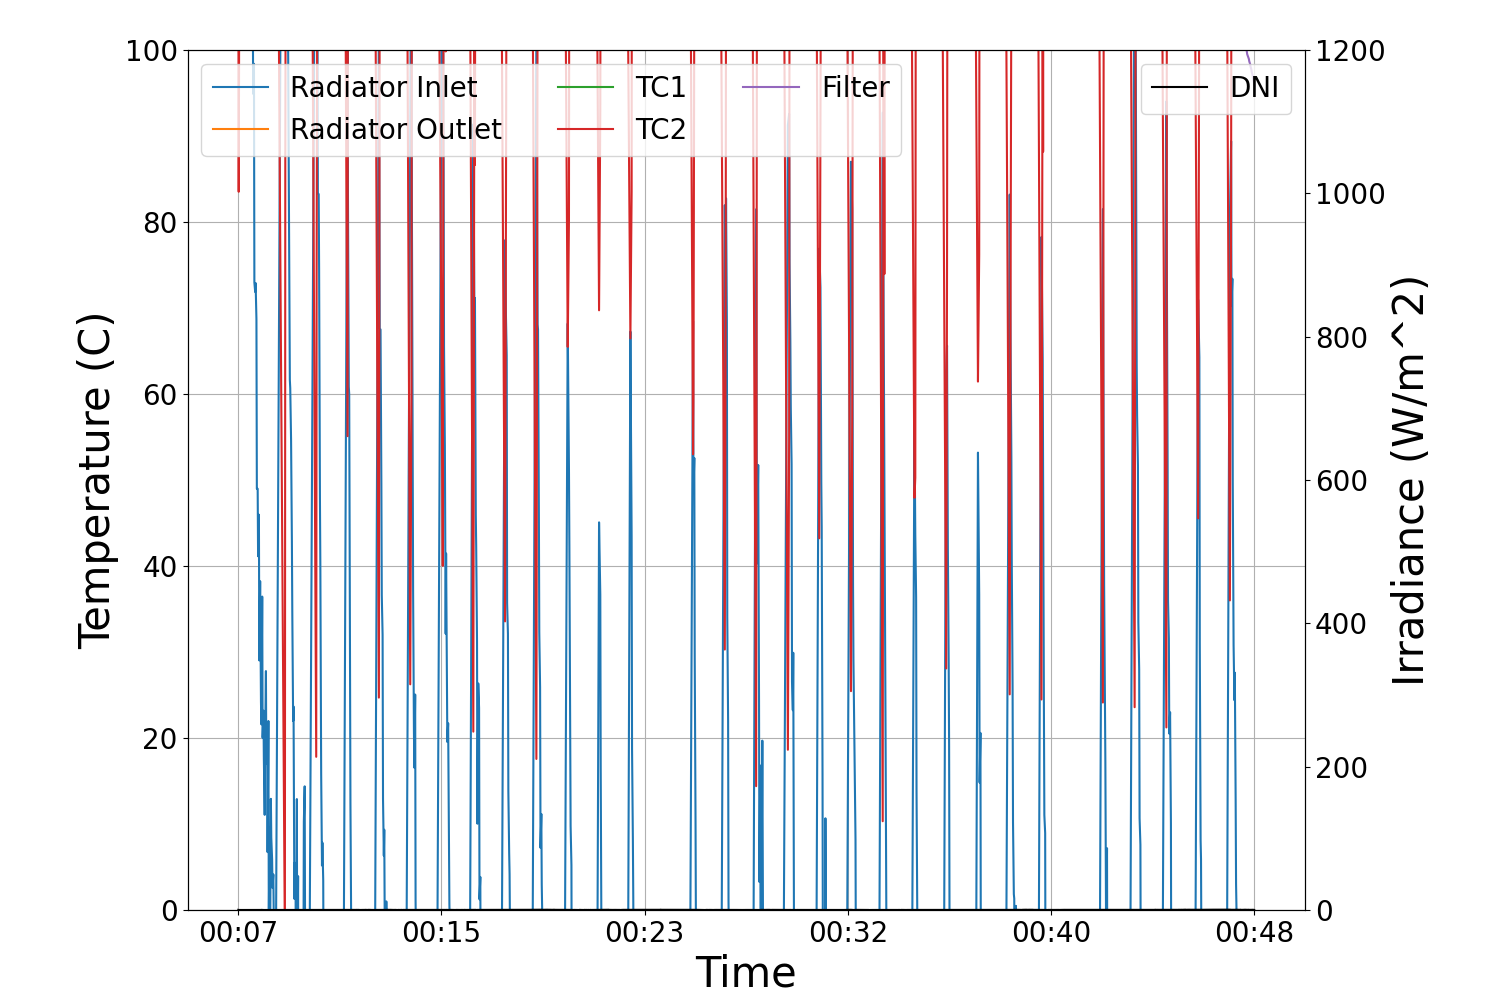 100
80
60
40
20
0
Temperature (C)
Radiator Inlet
Radiator Outlet
TC1
TC2
Filter
DNI
1200
1000
800
600
400
200
0
Irradiance (W/m^2)
00:07 00:15 00:23 00:32 00:40 00:48
Time